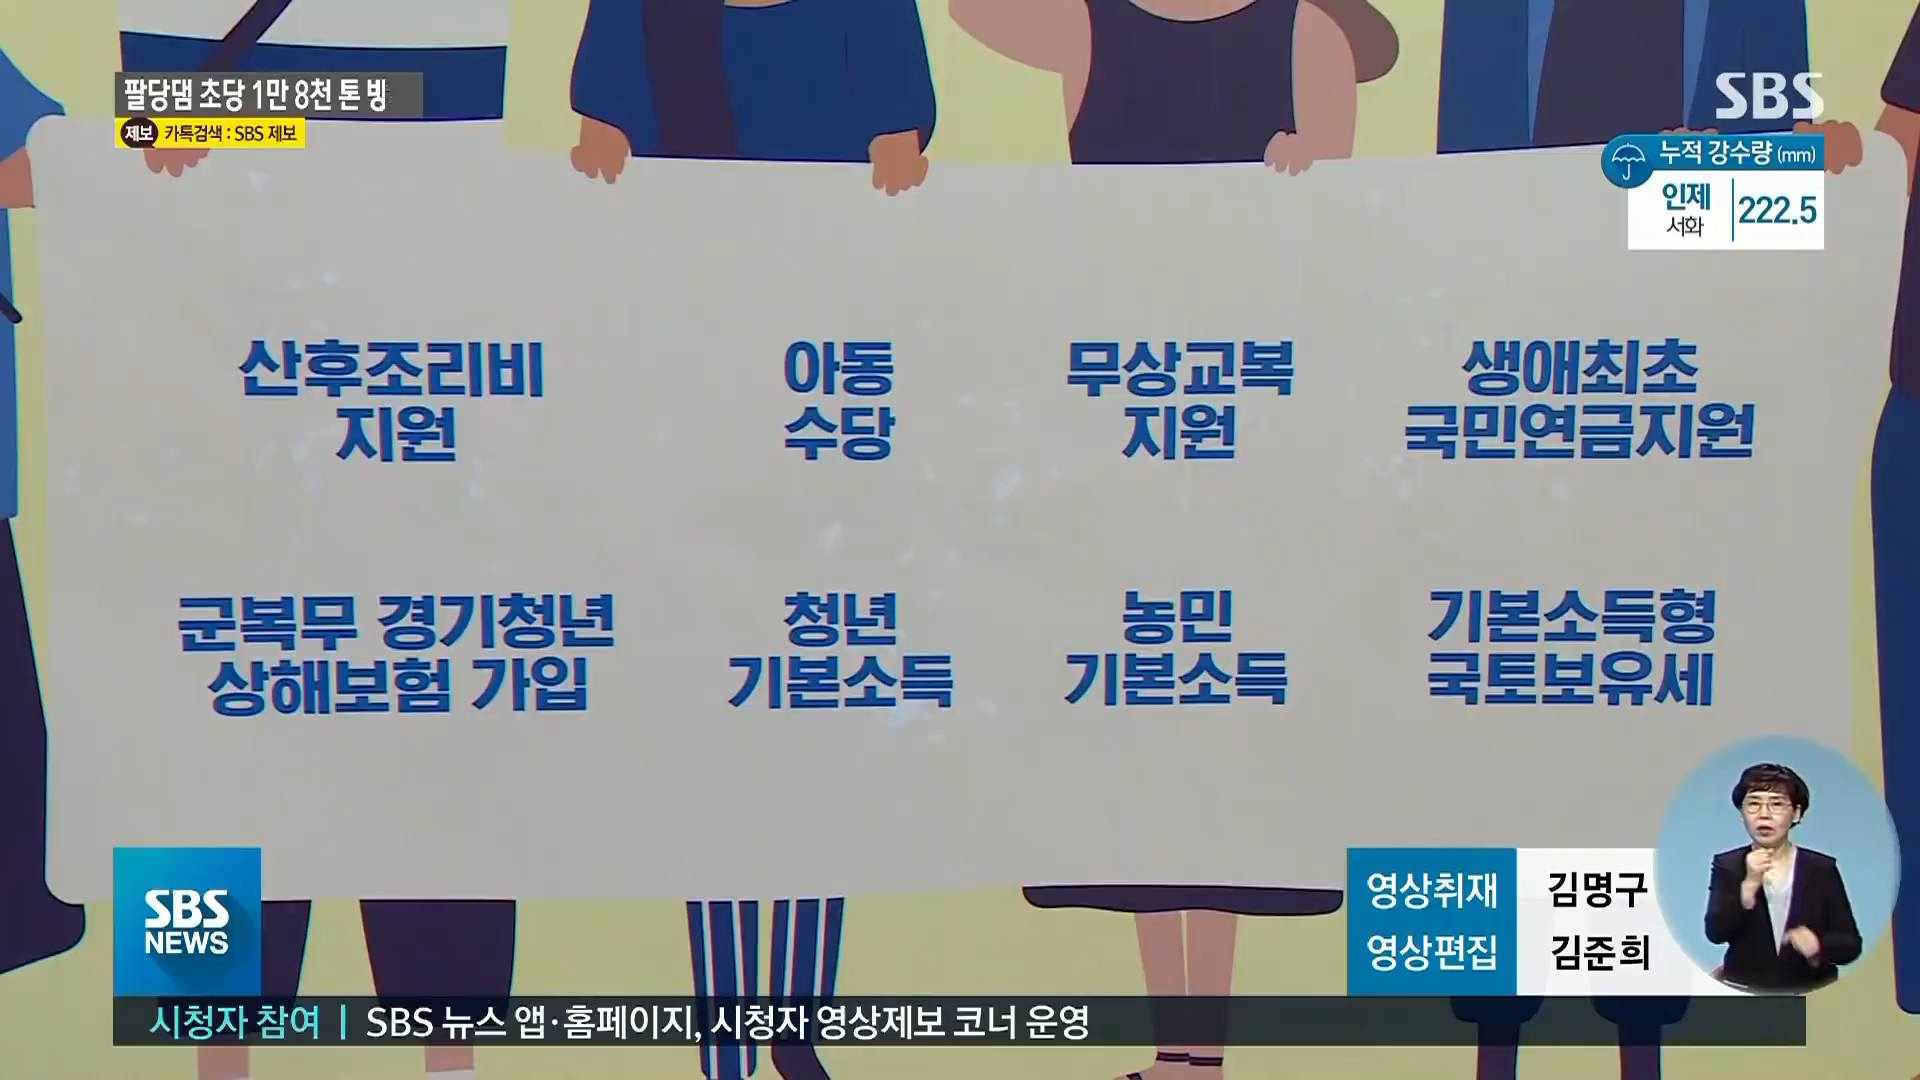 팔당댐 초당 1만 8천 톤 방
제보 카톡검색 : SBS 제보
SBS
누적 강수량 (mm)
인제
서화
222.5
산후조리비
지원
아동
수당
무상교복
지원
생애최초
국민연금지원
군복무 경기청년
상해보험 가입
청년
기본소득
농민
기본소득
기본소득형
국토보유세
SBS
NEWS
영상취재 김명구
영상편집 김준희
시청자 참여 | SBS 뉴스 앱·홈페이지, 시청자 영상제보 코너 운영